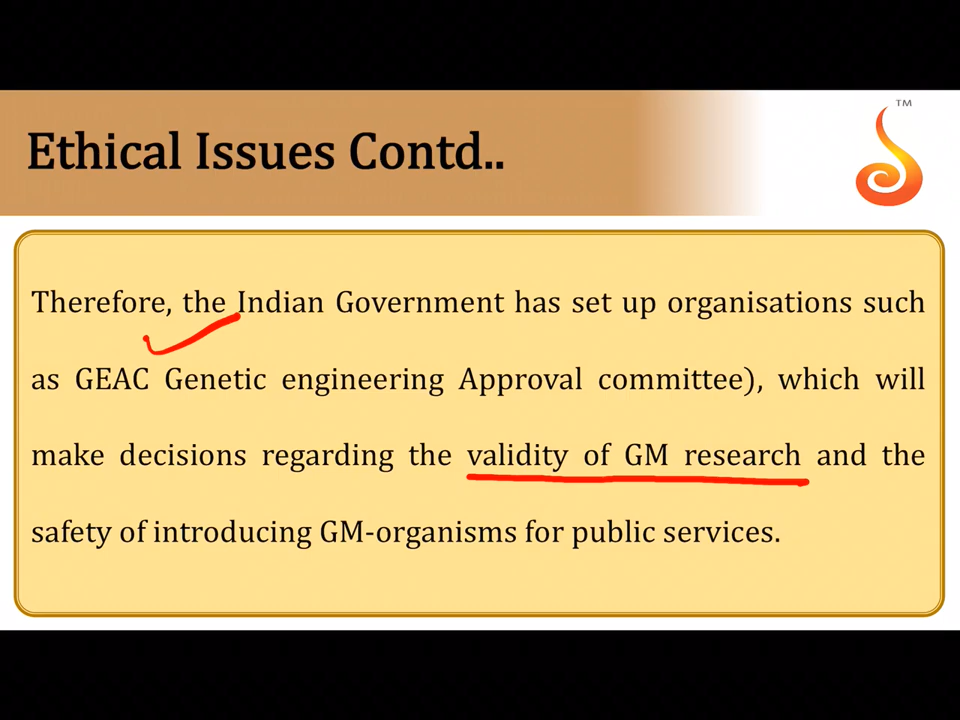 TM
Ethical Issues Contd..
Therefore, the Indian Government has set up organisations such
as GEAC Genetic engineering Approval committee), which will
make decisions regarding the validity of GM research and the
safety of introducing GM-organisms for public services.